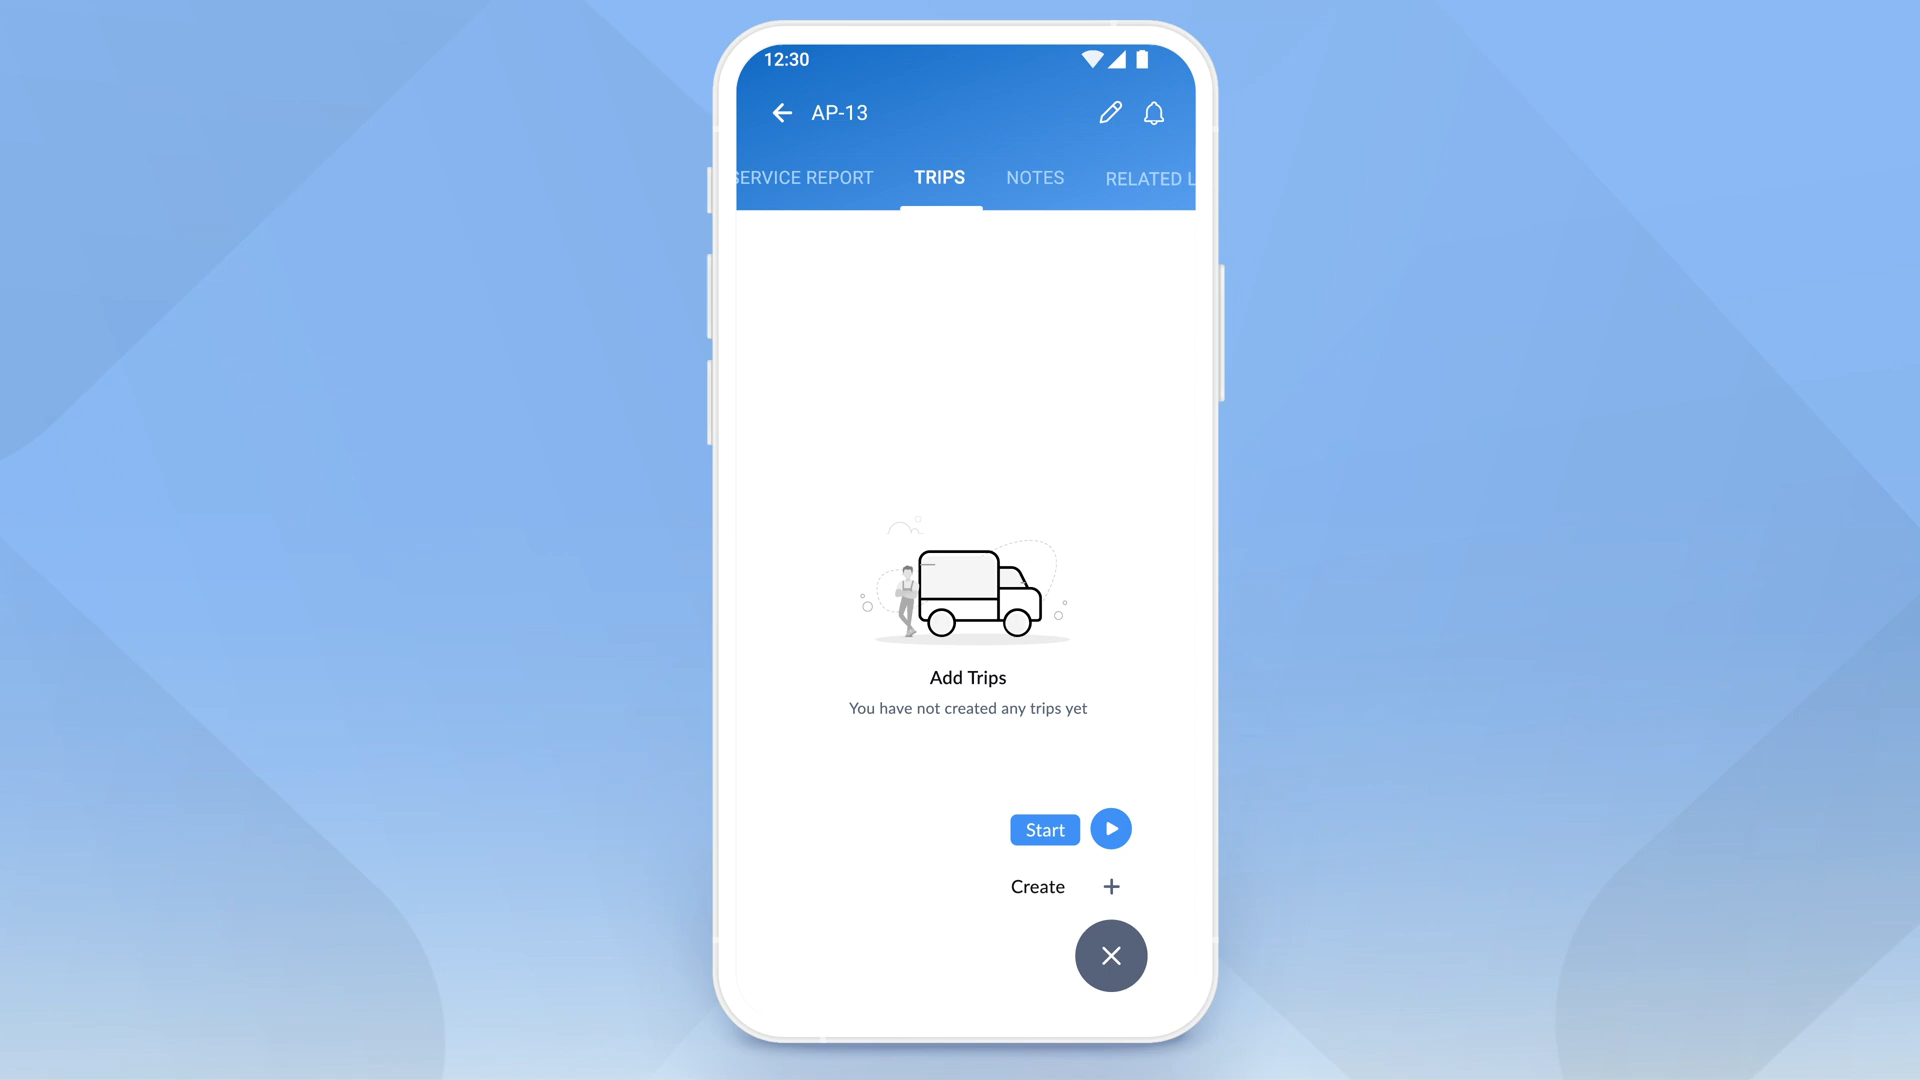 12:30
AP-13
SERVICE REPORT TRIPS NOTES RELATED L
Add Trips
You have not created any trips yet
Start
Create